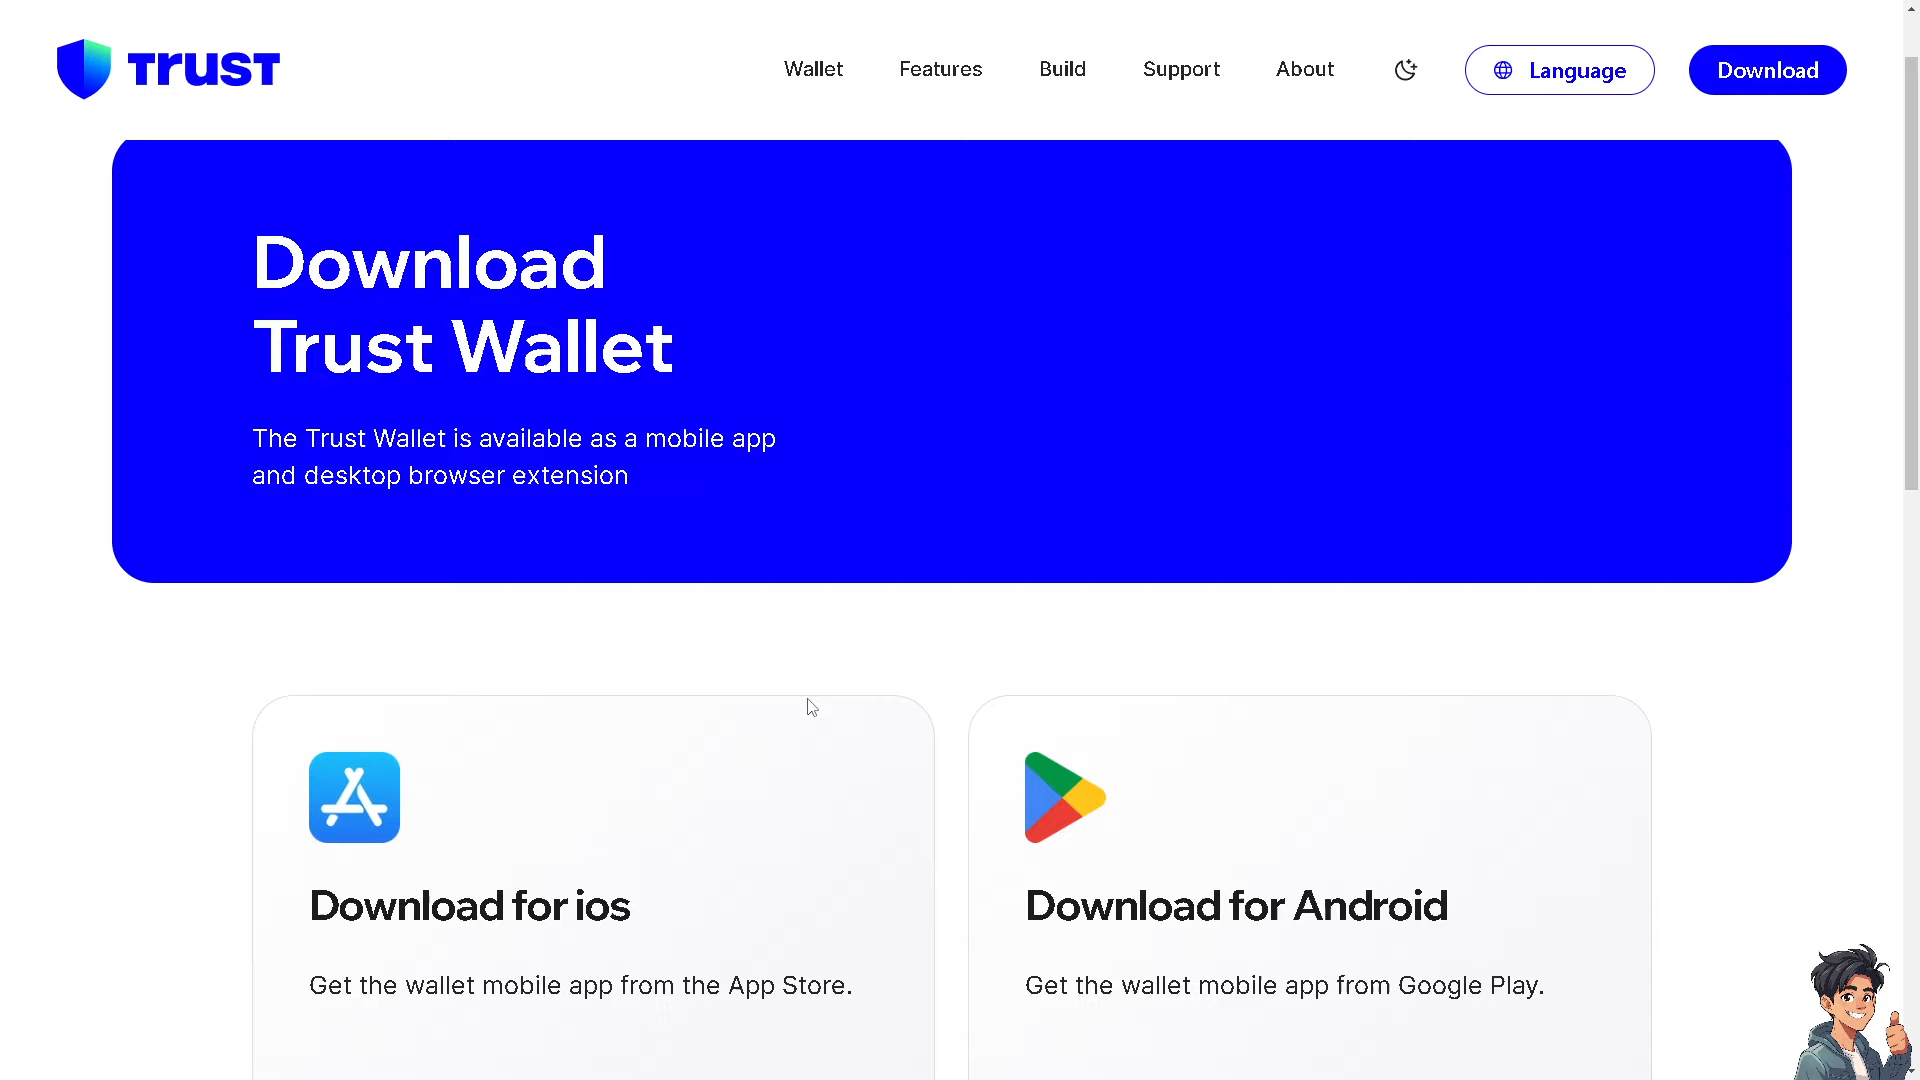 TRUST
Wallet
Features
Build
Support
About
Language
Download
Download
Trust Wallet
The Trust Wallet is available as a mobile app
and desktop browser extension
Download for ios
Get the wallet mobile app from the App Store.
Download for Android
Get the wallet mobile app from Google Play.